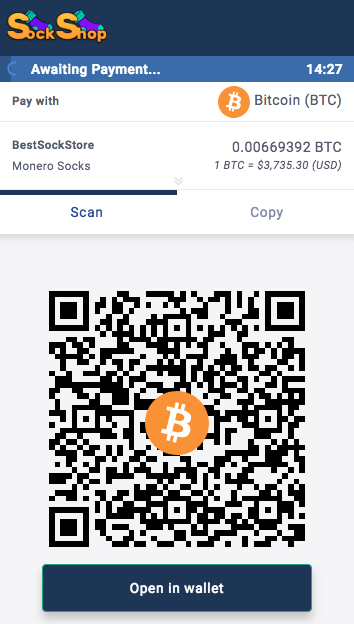 SockShop
Awaiting Payment... 14:27
Pay with Bitcoin (BTC)
BestSockStore 0.00669392 BTC
Monero Socks 1 BTC = $3,735.30 (USD)
Scan Copy
Open in wallet